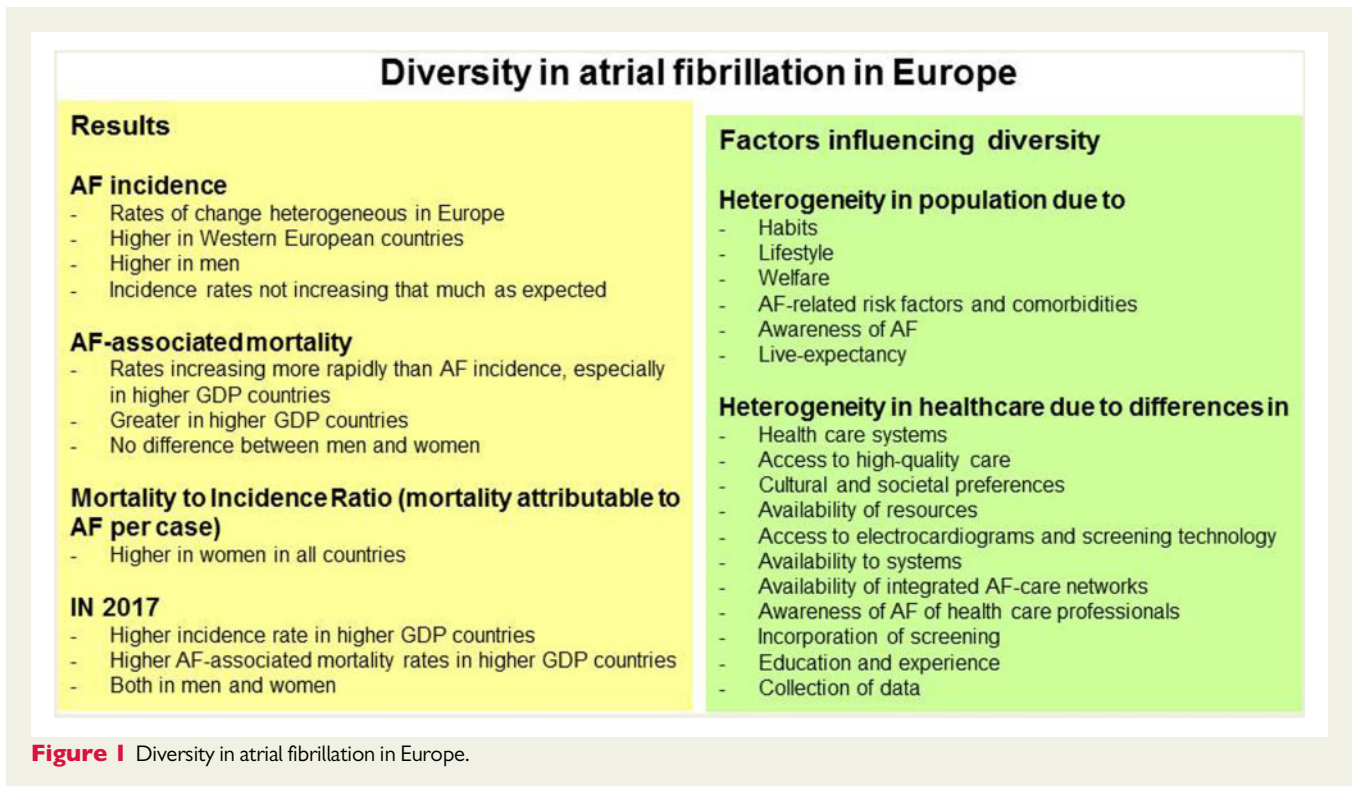 Diversity in atrial fibrillation in Europe
Results
AF incidence
- Rates of change heterogeneous in Europe
- Higher in Western European countries
- Higher in men
- Incidence rates not increasing that much as expected
AF-associated mortality
- Rates increasing more rapidly than AF incidence, especially
in higher GDP countries
- Greater in higher GDP countries
- No difference between men and women
Mortality to Incidence Ratio (mortality attributable to
AF per case)
- Higher in women in all countries
IN 2017
- Higher incidence rate in higher GDP countries
- Higher AF-associated mortality rates in higher GDP countries
- Both in men and women
Factors influencing diversity
Heterogeneity in population due to
- Habits
- Lifestyle
- Welfare
- AF-related risk factors and comorbidities
- Awareness of AF
- Live-expectancy
Heterogeneity in healthcare due to differences in
- Health care systems
- Access to high-quality care
- Cultural and societal preferences
- Availability of resources
- Access to electrocardiograms and screening technology
- Availability to systems
- Availability of integrated AF-care networks
- Awareness of AF of health care professionals
- Incorporation of screening
- Education and experience
- Collection of data
Figure 1 Diversity in atrial fibrillation in Europe.